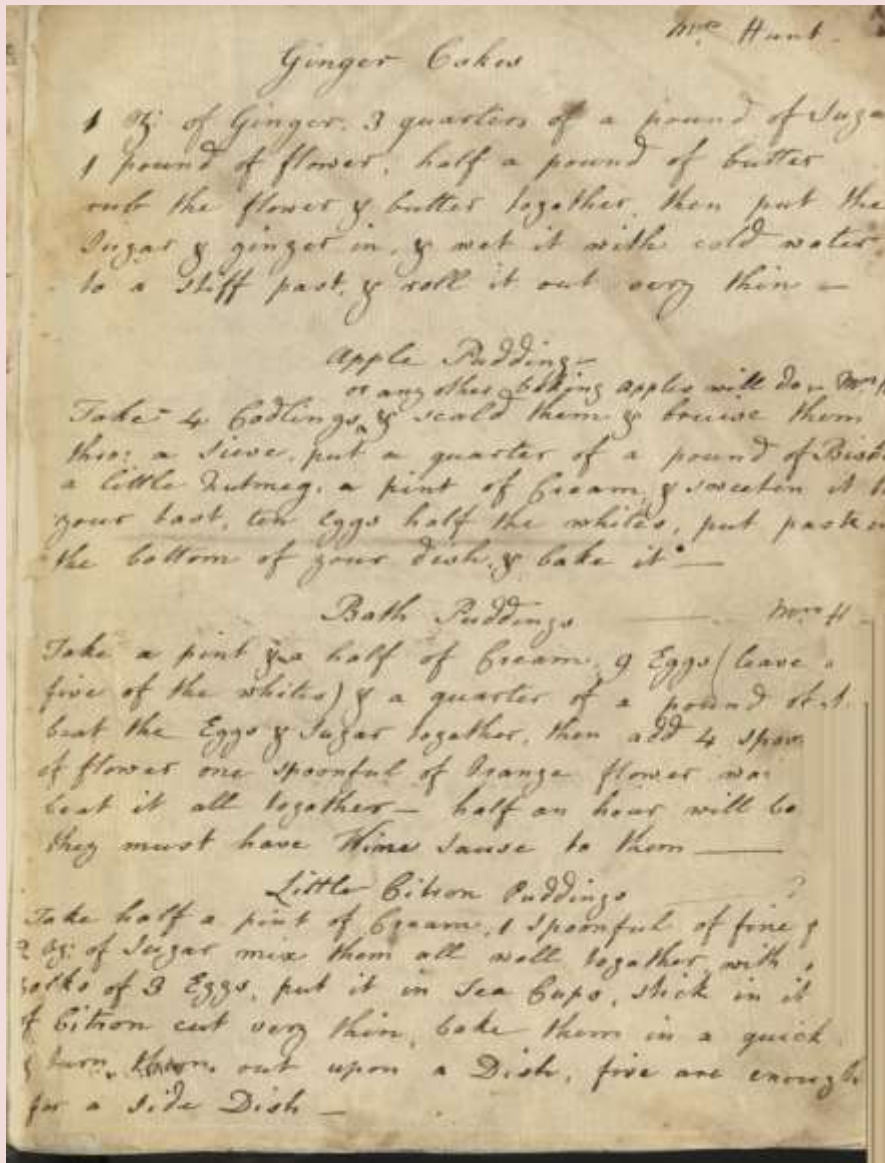 Mrs Hunt.
Ginger Cakes
1 oz: of Ginger. 3 quarters of a pound of Suga
1 pound of flower, half a pound of butter
rub the flower & butter together, then put the
Sugar & ginger in, & wet it with cold water
to a stiff past, & roll it out very thin —
Apple Pudding —
or any other baking apples will do — Mrs H
Take 4 Codlings & scald them & bruise them
thro: a sieve, put a quarter of a pound of
a little Nutmeg, a pint of Cream, & sweeten it
your tast, ten Eggs half the whites, put paste
the bottom of your dish, & bake it —
Bath Puddings — Mrs H
Take a pint & a half of Cream, 9 Eggs (leave
five of the whites) & a quarter of a pound of
beat the Eggs & Sugar together, then add 4 spoon
of flower one spoonful of Orange flower wa
beat it all together — half an hour will b
they must have Wine Sause to them —
Little Citron Puddings
Take half a pint of Cream, 1 spoonful of fine
2 oz: of Sugar mix them all well together, with
yolks of 3 Eggs, put it in Tea Cups, stick in it
of Citron cut very thin, bake them in a quick
& turn them out upon a Dish, five are enough
for a side Dish —